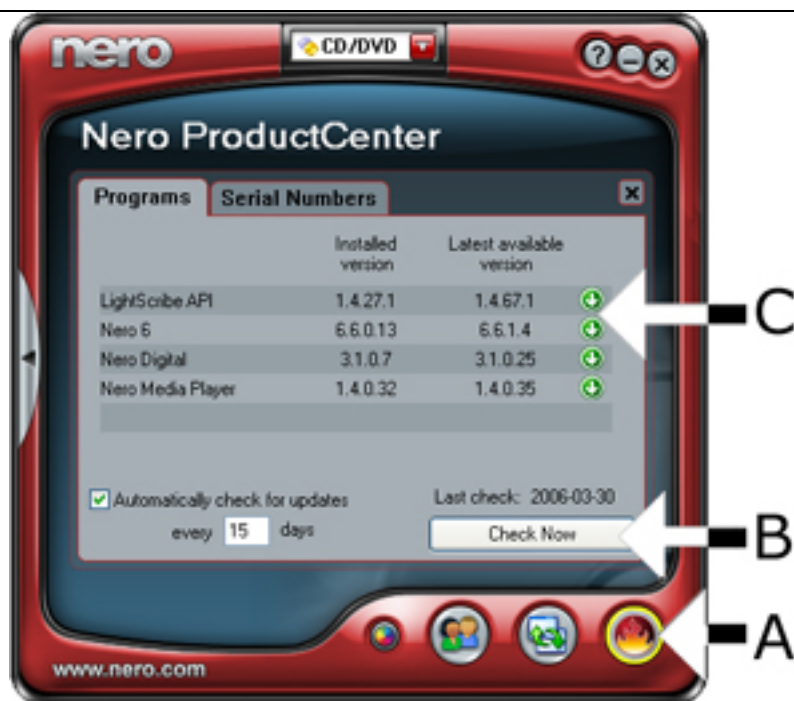 nero
CD/DVD
?
Nero ProductCenter
Programs Serial Numbers
Installed version Latest available version
LightScribe API 1.4.27.1 1.4.67.1
Nero 6 6.6.0.13 6.6.1.4
Nero Digital 3.1.0.7 3.1.0.25
Nero Media Player 1.4.0.32 1.4.0.35
C
Automatically check for updates Last check: 2006-03-30
every 15 days Check Now
B
A
www.nero.com